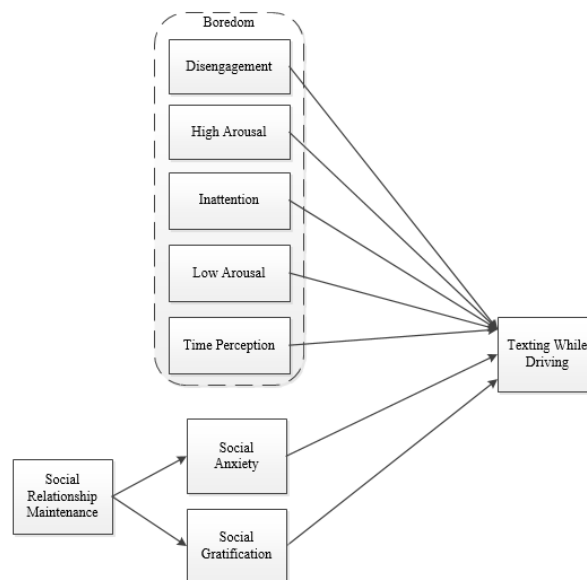 Boredom
Disengagement
High Arousal
Inattention
Low Arousal
Time Perception
Texting While
Driving
Social
Anxiety
Social
Relationship
Maintenance
Social
Gratification